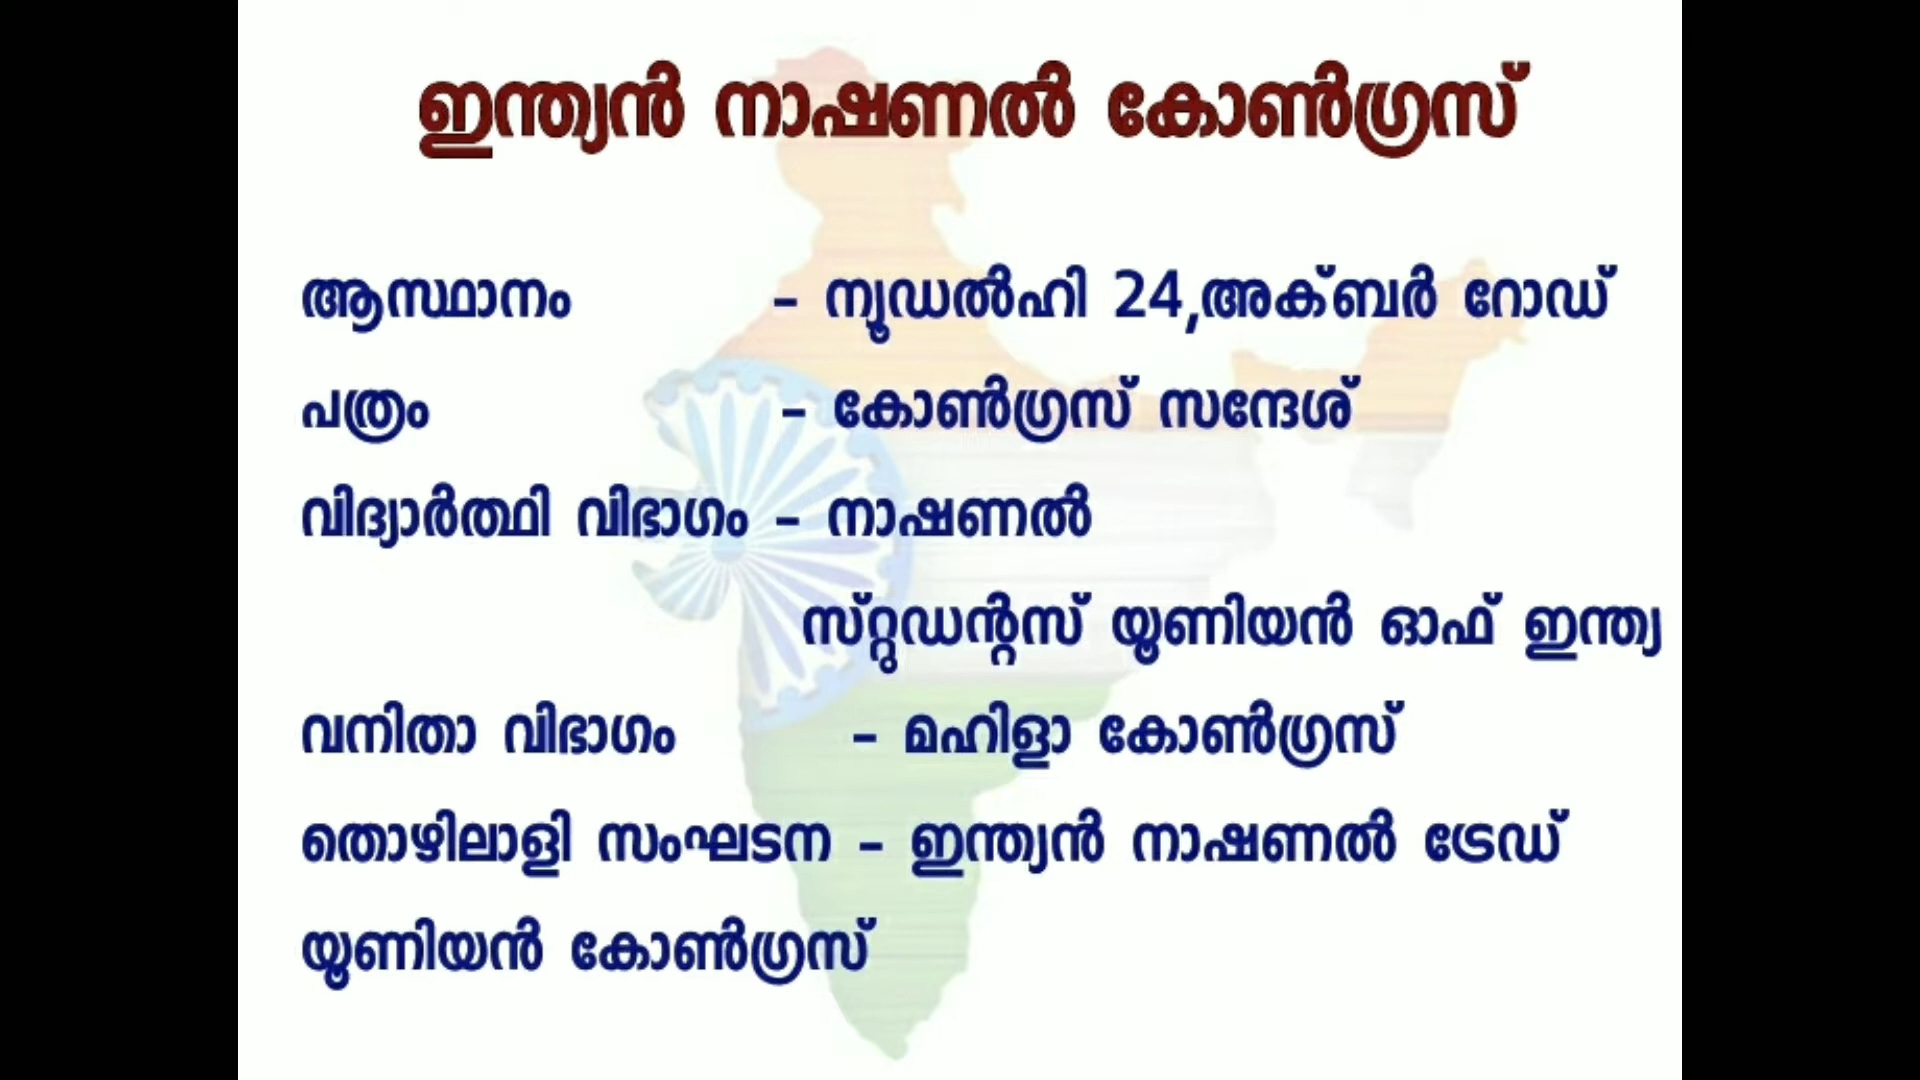 ഇന്ത്യൻ നാഷണൽ കോൺഗ്രസ്
ആസ്ഥാനം – ന്യൂഡൽഹി 24,അക്ബർ റോഡ്
പത്രം – കോൺഗ്രസ് സന്ദേശ്
വിദ്യാർത്ഥി വിഭാഗം – നാഷണൽ
സ്റ്റുഡന്റസ് യൂണിയൻ ഓഫ് ഇന്ത്യ
വനിതാ വിഭാഗം – മഹിളാ കോൺഗ്രസ്
തൊഴിലാളി സംഘടന – ഇന്ത്യൻ നാഷണൽ ട്രേഡ്
യൂണിയൻ കോൺഗ്രസ്